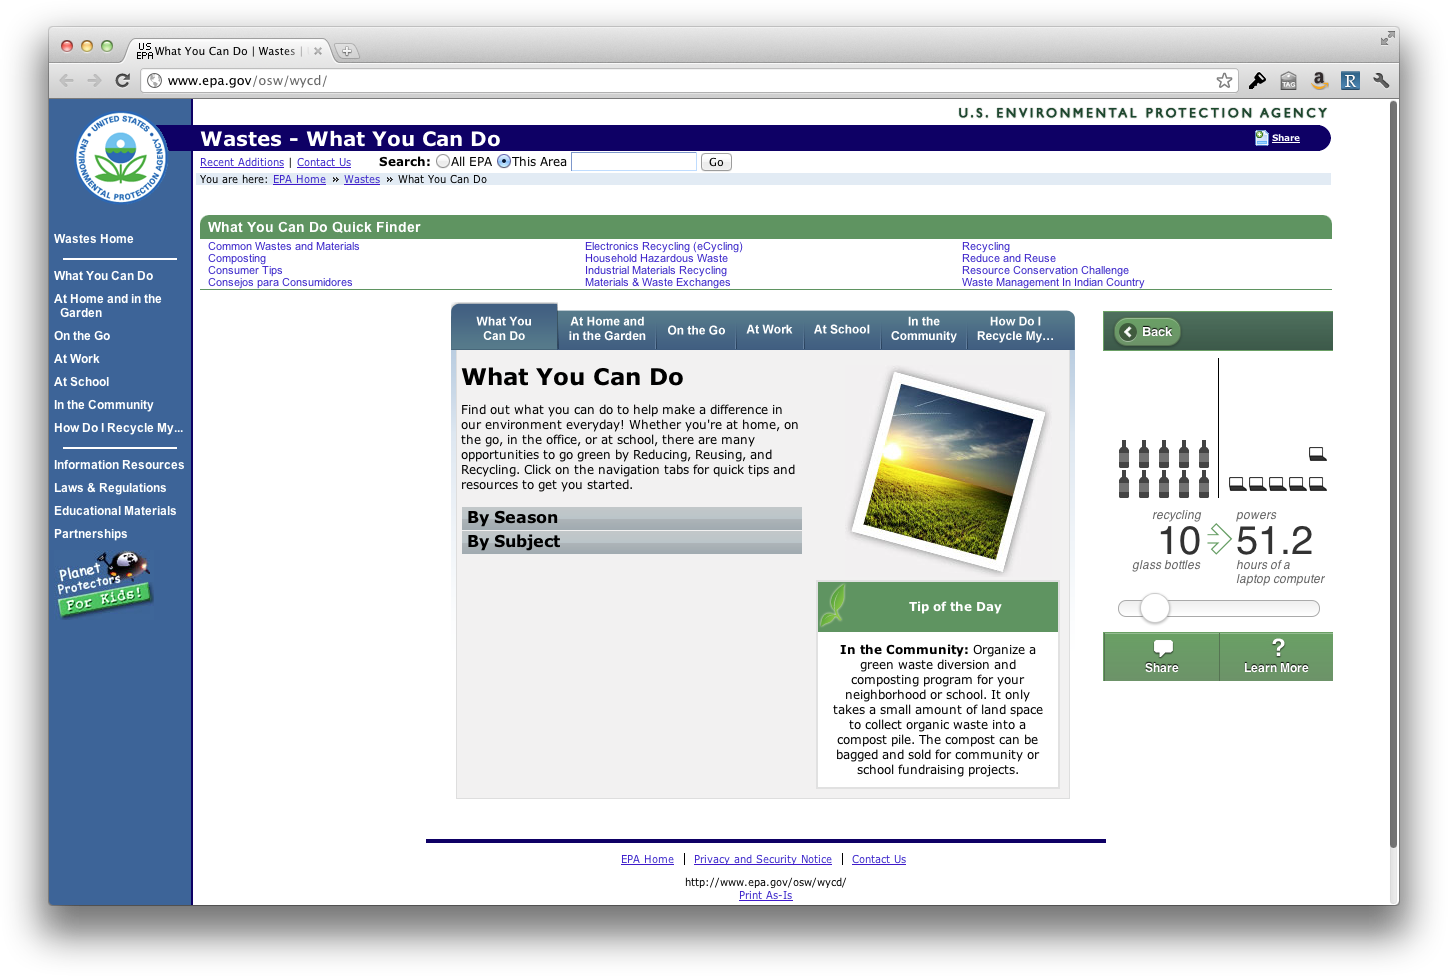 US
EPA
What You Can Do | Wastes |
www.epa.gov/osw/wycd/
TAG
a
R
UNITED STATES
ENVIRONMENTAL PROTECTION AGENCY
U.S. ENVIRONMENTAL PROTECTION AGENCY
Wastes - What You Can Do
Share
Recent Additions | Contact Us Search: All EPA This Area Go
You are here: EPA Home » Wastes » What You Can Do
Wastes Home
What You Can Do
At Home and in the
Garden
On the Go
At Work
At School
In the Community
How Do I Recycle My...
Information Resources
Laws & Regulations
Educational Materials
Partnerships
Planet
Protectors
For Kids!
What You Can Do Quick Finder
Common Wastes and Materials
Composting
Consumer Tips
Consejos para Consumidores
Electronics Recycling (eCycling)
Household Hazardous Waste
Industrial Materials Recycling
Materials & Waste Exchanges
Recycling
Reduce and Reuse
Resource Conservation Challenge
Waste Management In Indian Country
What You
Can Do
At Home and
in the Garden
On the Go
At Work
At School
In the
Community
How Do I
Recycle My...
What You Can Do
Find out what you can do to help make a difference in
our environment everyday! Whether you're at home, on
the go, in the office, or at school, there are many
opportunities to go green by Reducing, Reusing, and
Recycling. Click on the navigation tabs for quick tips and
resources to get you started.
By Season
By Subject
Tip of the Day
In the Community: Organize a
green waste diversion and
composting program for your
neighborhood or school. It only
takes a small amount of land space
to collect organic waste into a
compost pile. The compost can be
bagged and sold for community or
school fundraising projects.
Back
recycling
10
glass bottles
powers
51.2
hours of a
laptop computer
Share
? 
Learn More
EPA Home | Privacy and Security Notice | Contact Us
http://www.epa.gov/osw/wycd/
Print As-Is